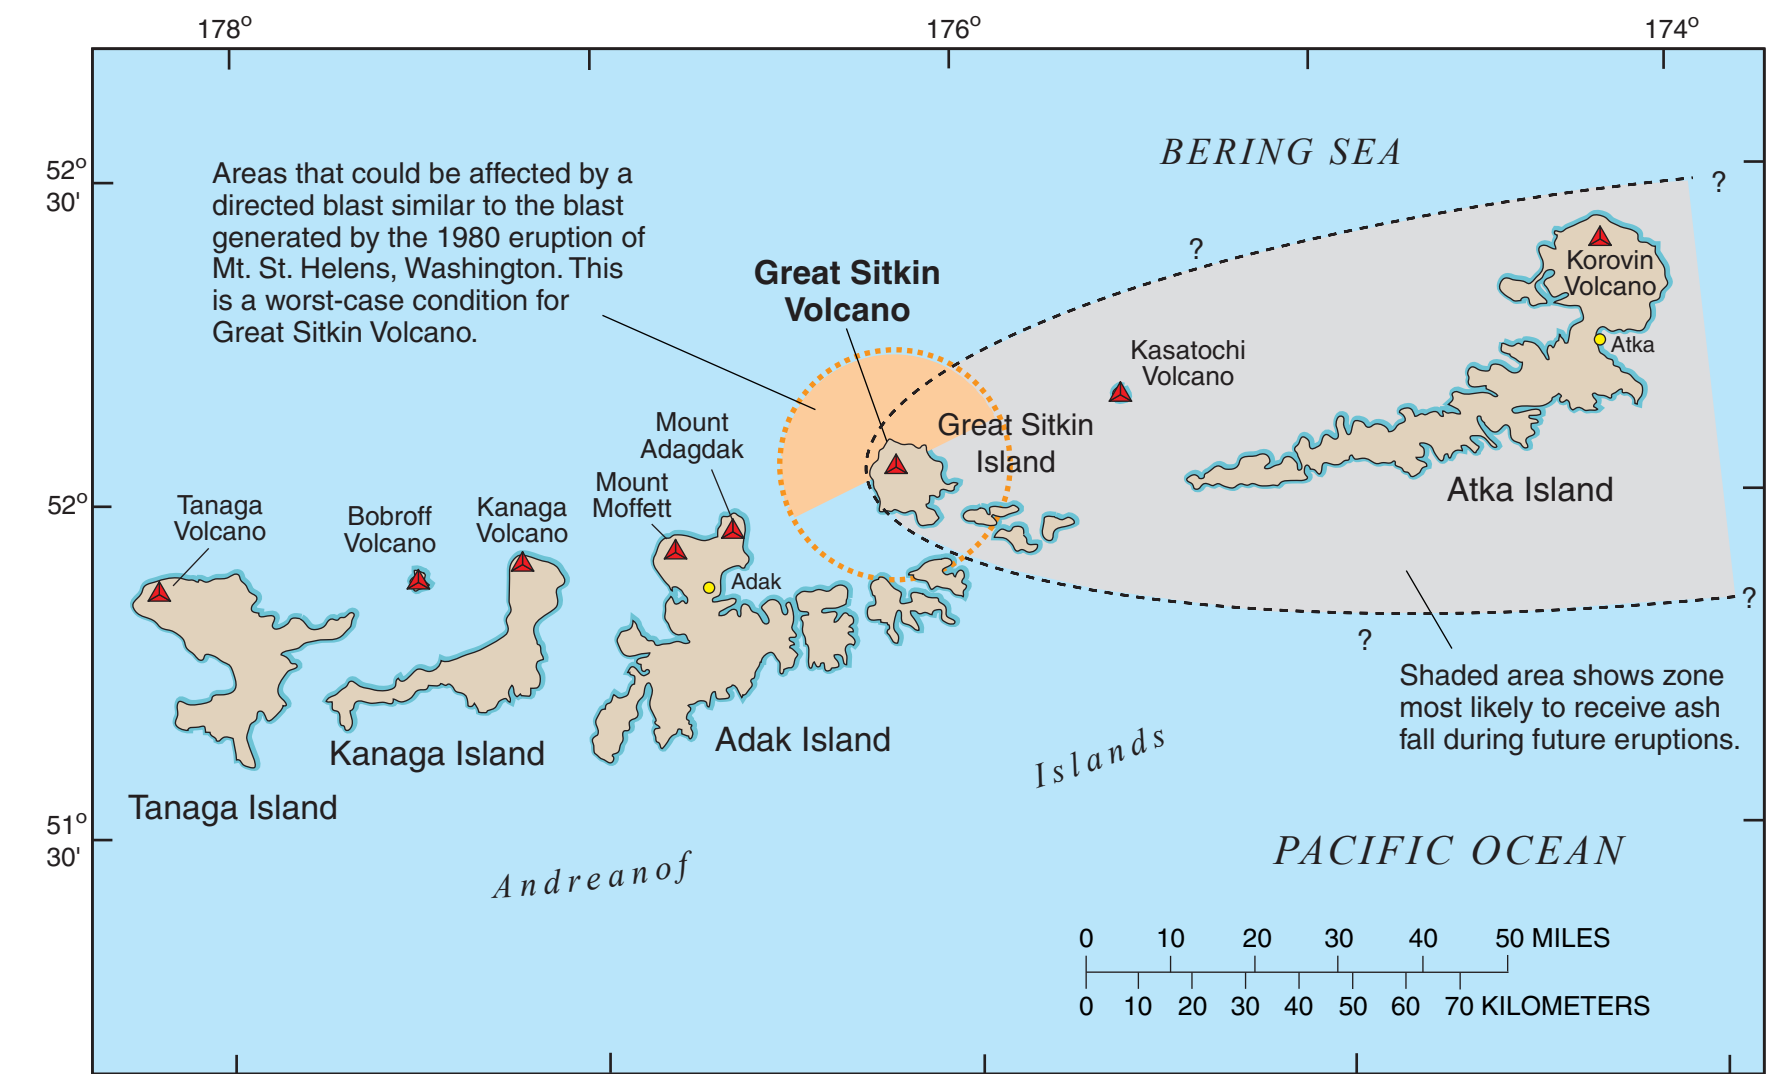 178°
176°
174°
52°
30'
52°
51°
30'
BERING SEA
Areas that could be affected by a
directed blast similar to the blast
generated by the 1980 eruption of
Mt. St. Helens, Washington. This
is a worst-case condition for
Great Sitkin Volcano.
Great Sitkin
Volcano
?
?
Korovin
Volcano
Atka
Kasatochi
Volcano
Great Sitkin
Island
Atka Island
Mount
Adagdak
Mount
Moffett
Tanaga
Volcano
Bobroff
Volcano
Kanaga
Volcano
Adak
?
?
Shaded area shows zone
most likely to receive ash
fall during future eruptions.
Adak Island
Kanaga Island
Tanaga Island
Andreanof
Islands
PACIFIC OCEAN
0 10 20 30 40 50 MILES
0 10 20 30 40 50 60 70 KILOMETERS